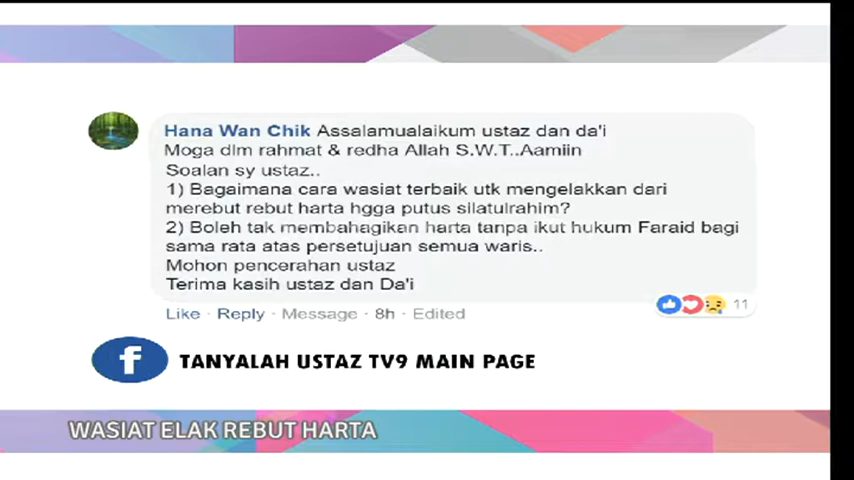 Hana Wan Chik Assalamualaikum ustaz dan da'i
Moga dlm rahmat & redha Allah S.W.T..Aamiin
Soalan sy ustaz..
1) Bagaimana cara wasiat terbaik utk mengelakkan dari
merebut rebut harta hgga putus silatulrahim?
2) Boleh tak membahagikan harta tanpa ikut hukum Faraid bagi
sama rata atas persetujuan semua waris..
Mohon pencerahan ustaz
Terima kasih ustaz dan Da'i
11
Like · Reply · Message · 8h · Edited
f TANYALAH USTAZ TV9 MAIN PAGE
WASIAT ELAK REBUT HARTA